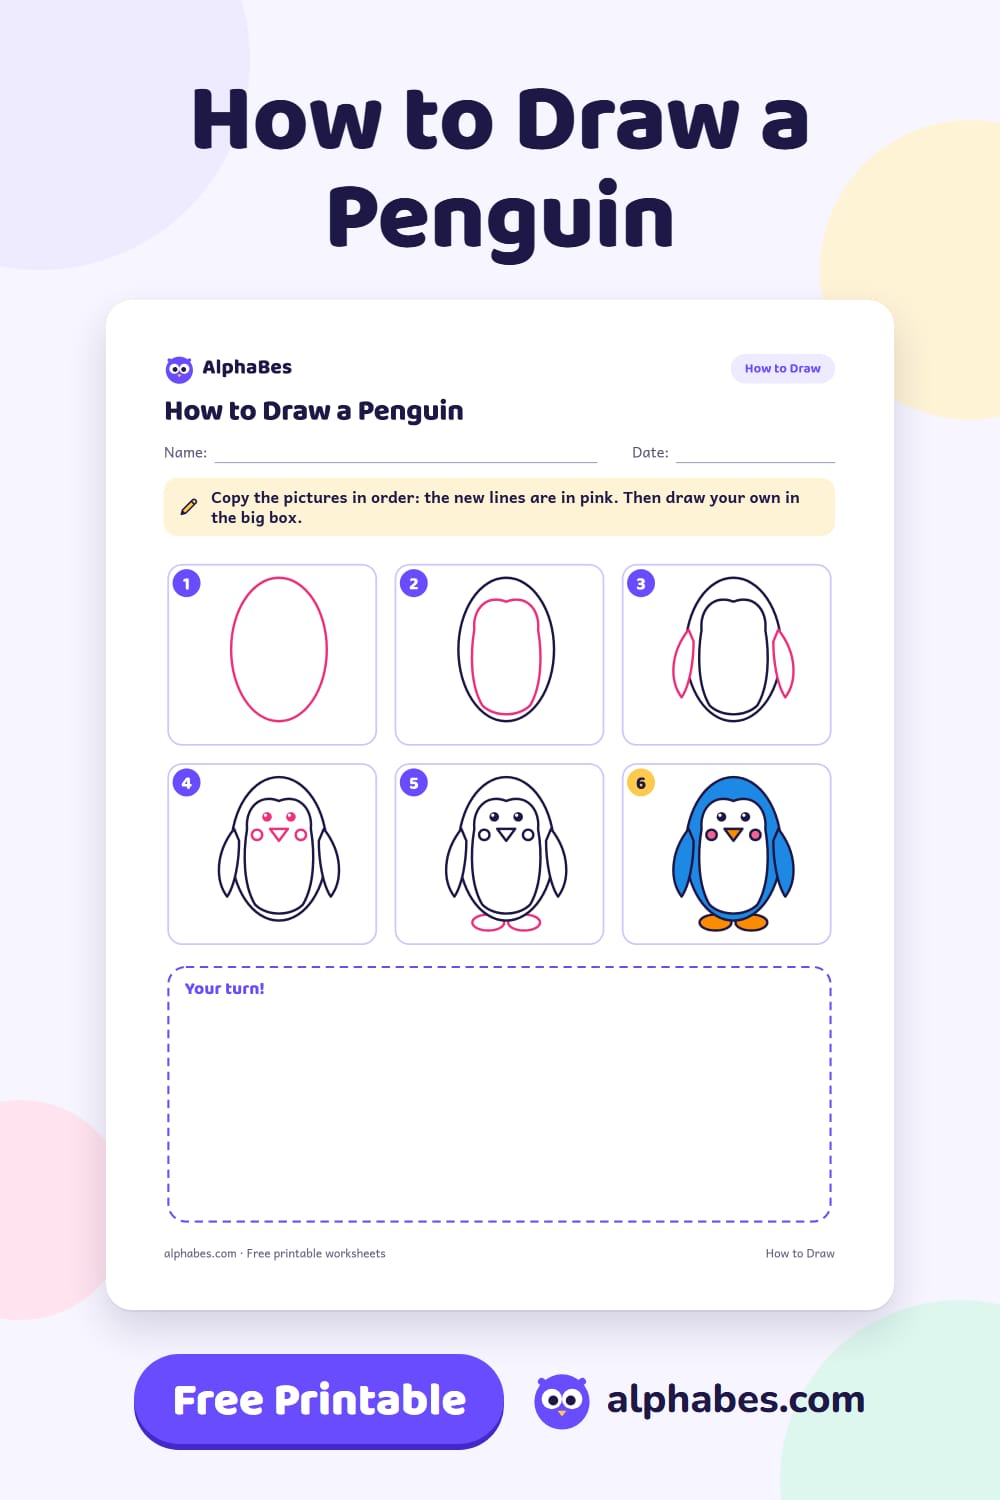 How to Draw a
Penguin
AlphaBes
How to Draw
How to Draw a Penguin
Name:
Date:
Copy the pictures in order: the new lines are in pink. Then draw your own in
the big box.
1
2
3
4
5
6
Your turn!
alphabes.com · Free printable worksheets
How to Draw
Free Printable
alphabes.com